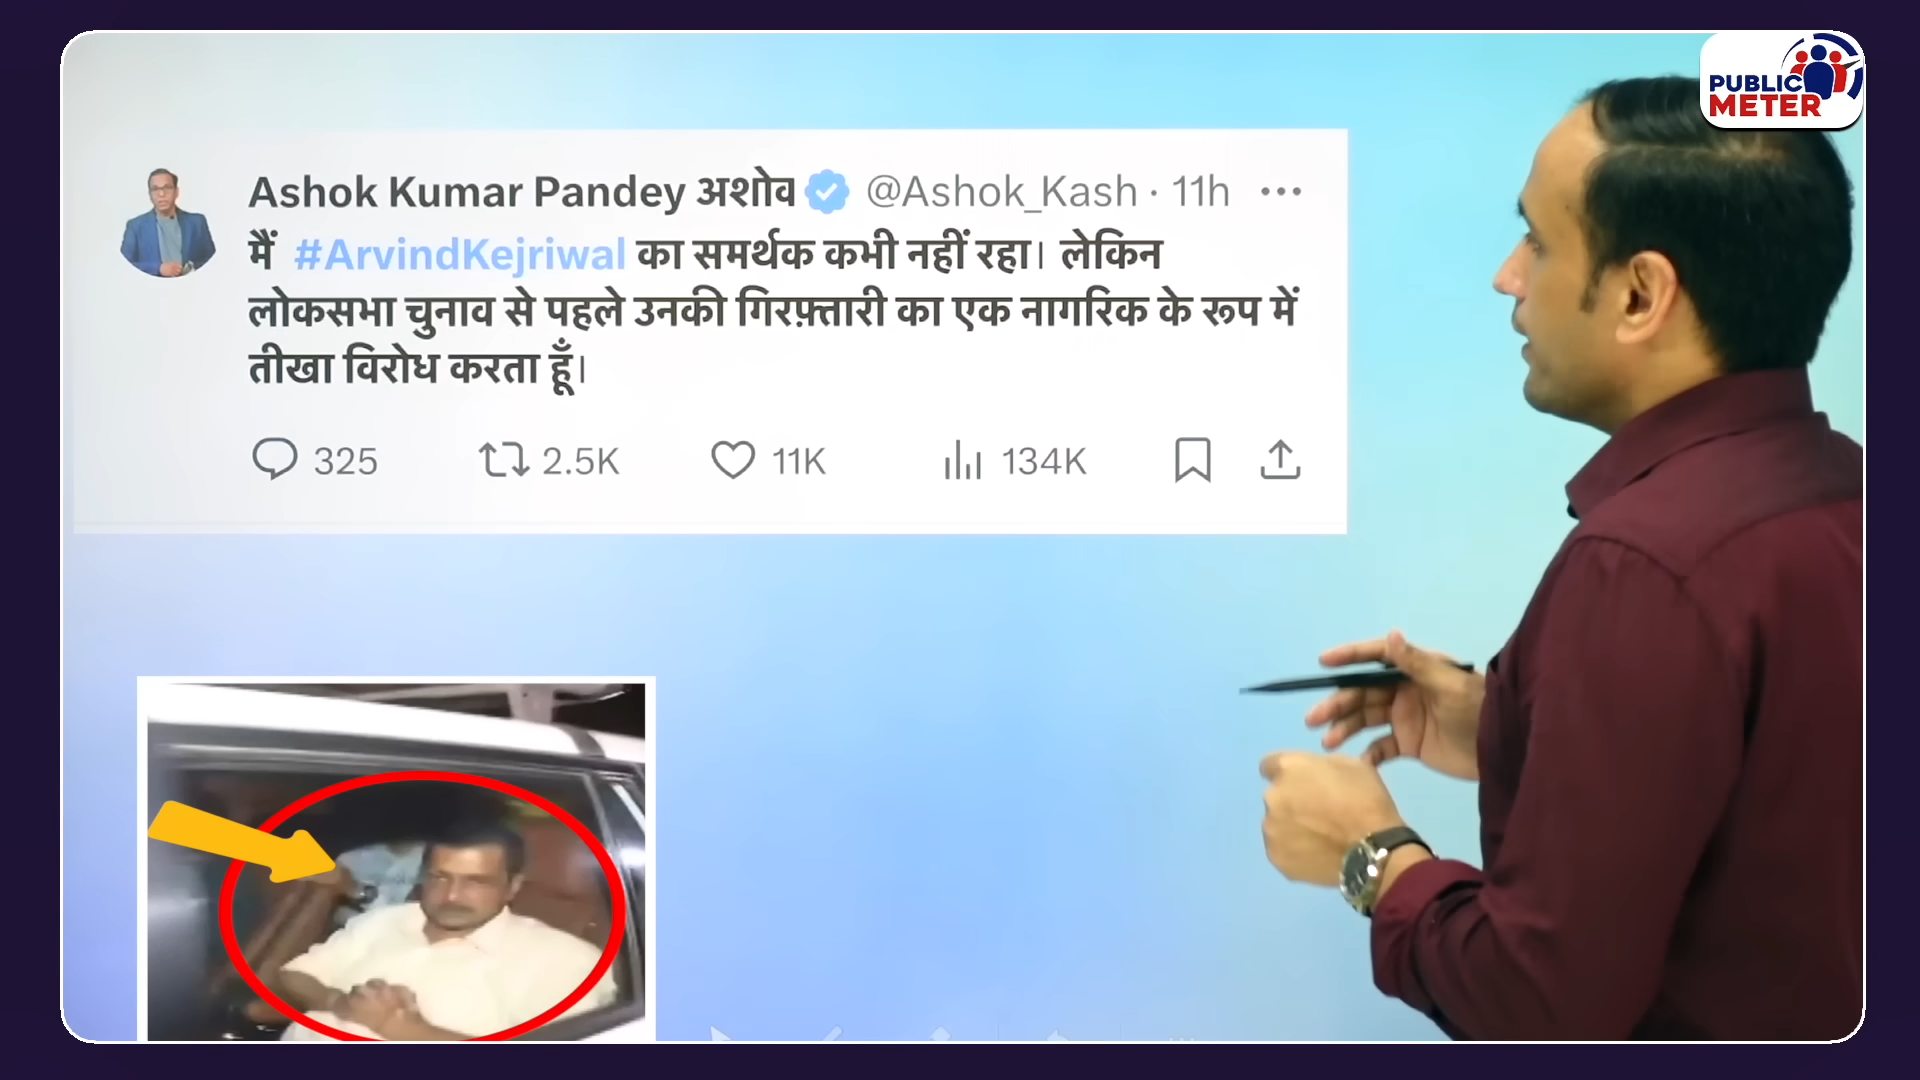 PUBLIC
METER
Ashok Kumar Pandey अशोव @Ashok_Kash · 11h
मैं #ArvindKejriwal का समर्थक कभी नहीं रहा। लेकिन
लोकसभा चुनाव से पहले उनकी गिरफ़्तारी का एक नागरिक के रूप में
तीखा विरोध करता हूँ।
325 2.5K 11K 134K